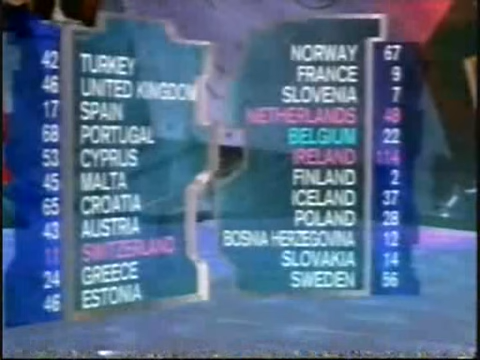 42 TURKEY
46 UNITED KINGDOM
17 SPAIN
68 PORTUGAL
53 CYPRUS
45 MALTA
65 CROATIA
43 AUSTRIA
11 SWITZERLAND
24 GREECE
46 ESTONIA
NORWAY 67
FRANCE 9
SLOVENIA 7
NETHERLANDS 49
BELGIUM 22
IRELAND 114
FINLAND 2
ICELAND 37
POLAND 28
BOSNIA HERZEGOVINA 12
SLOVAKIA 14
SWEDEN 56